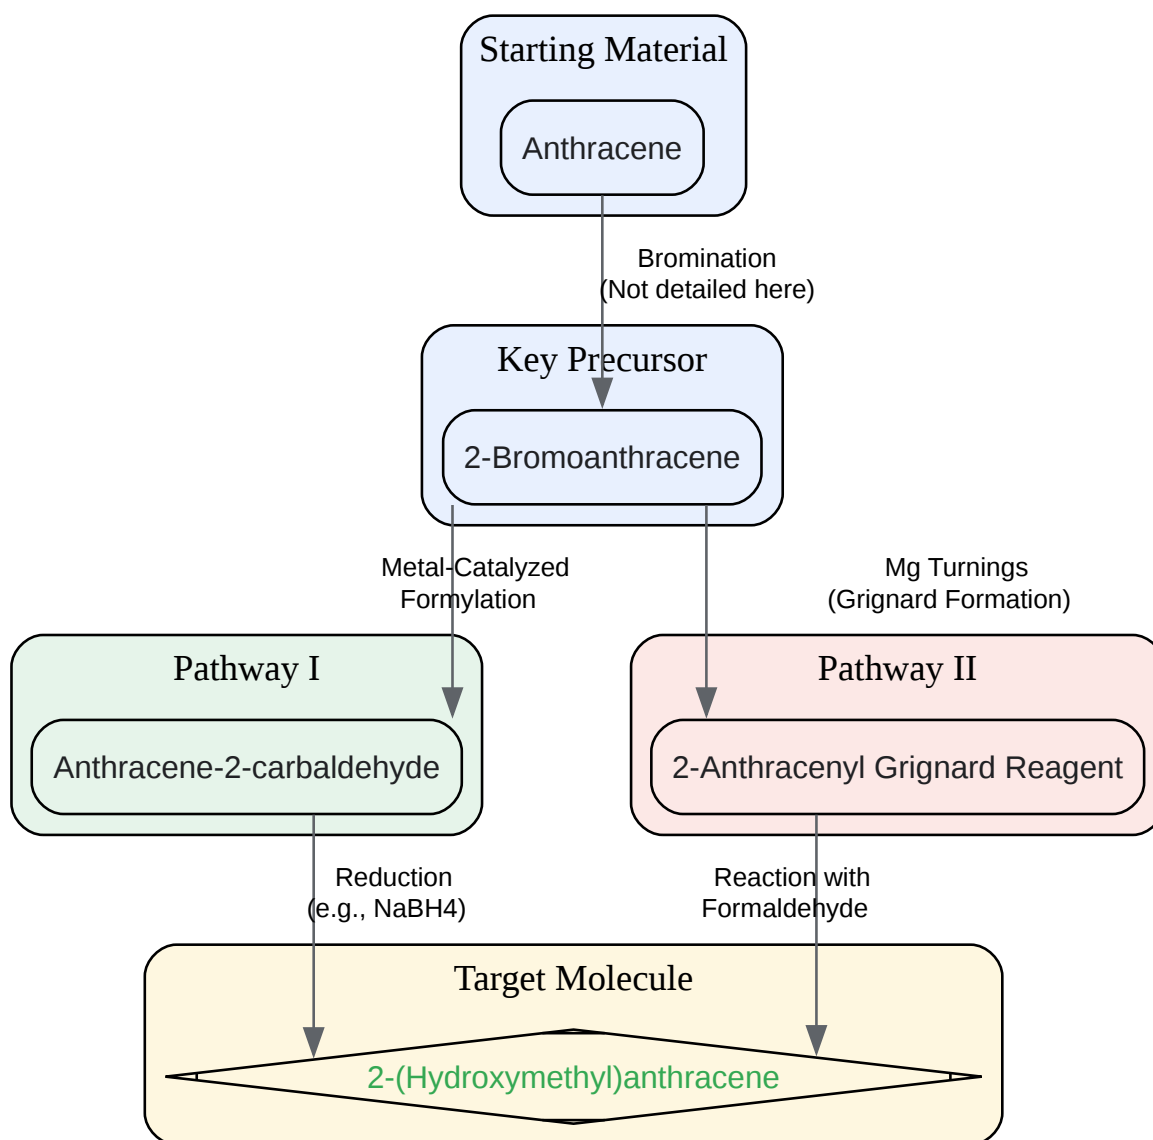 Starting Material
Anthracene
Bromination
(Not detailed here)
Key Precursor
2-Bromoanthracene
Metal-Catalyzed
Formylation
Mg Turnings
(Grignard Formation)
Pathway I
Anthracene-2-carbaldehyde
Pathway II
2-Anthracenyl Grignard Reagent
Reduction
(e.g., NaBH4)
Reaction with
Formaldehyde
Target Molecule
2-(Hydroxymethyl)anthracene